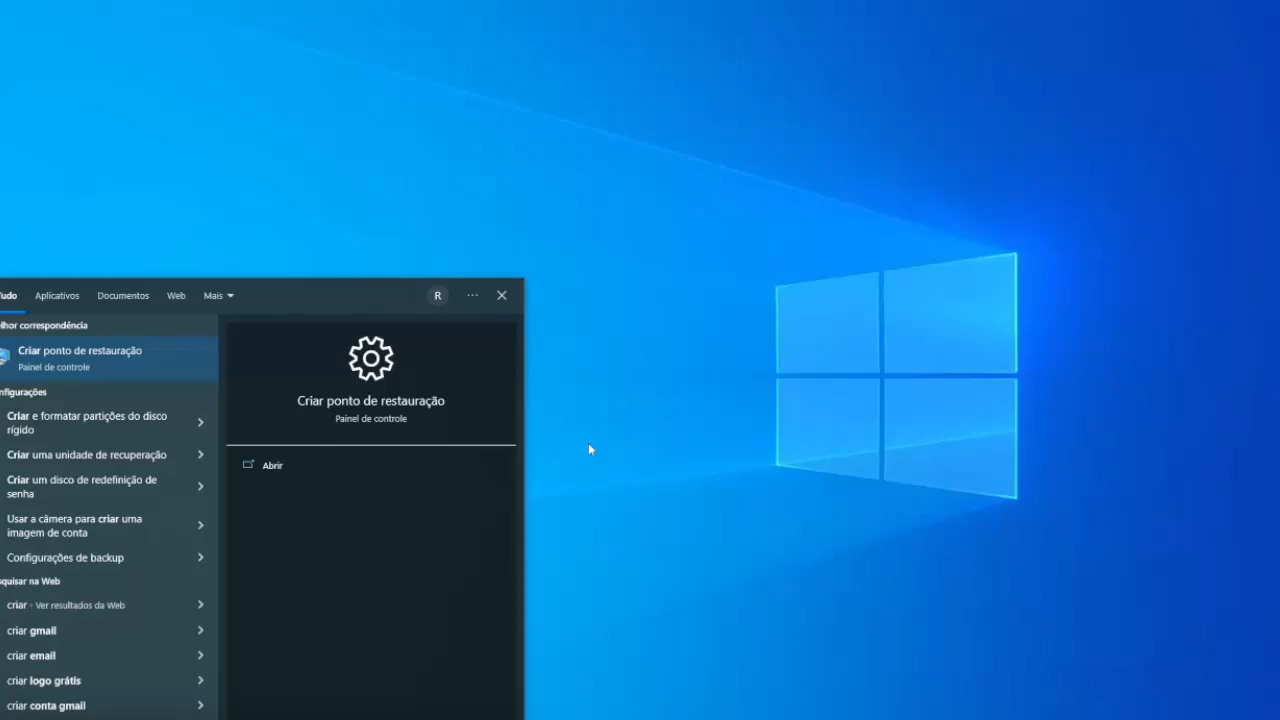 Tudo Aplicativos Documentos Web Mais R ...
lhor correspondência
Criar ponto de restauração
Painel de controle
nfigurações
Criar e formatar partições do disco
rígido
Criar uma unidade de recuperação
Criar um disco de redefinição de
senha
Usar a câmera para criar uma
imagem de conta
Configurações de backup
squisar na Web
criar - Ver resultados da Web
criar gmail
criar email
criar logo grátis
criar conta gmail
Criar ponto de restauração
Painel de controle
Abrir